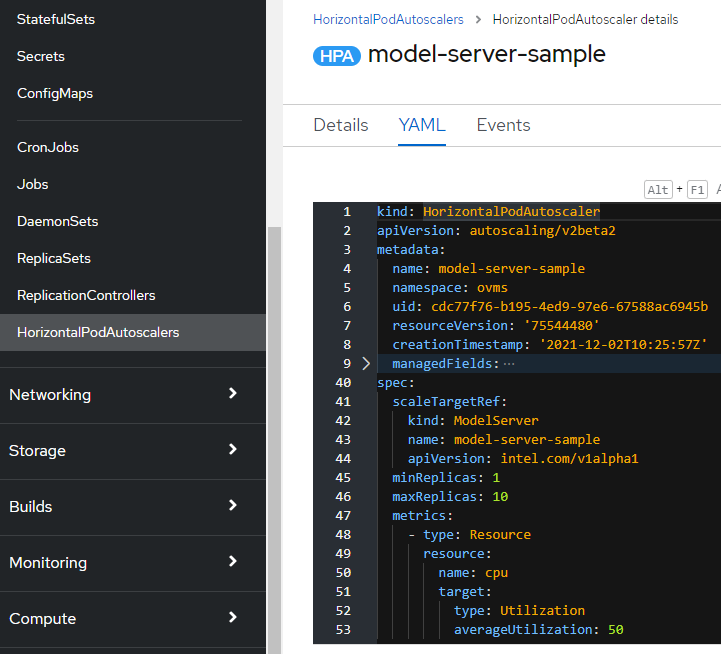 StatefulSets
Secrets
ConfigMaps
CronJobs
Jobs
DaemonSets
ReplicaSets
ReplicationControllers
HorizontalPodAutoscalers
Networking
Storage
Builds
Monitoring
Compute
HorizontalPodAutoscalers > HorizontalPodAutoscaler details
HPA model-server-sample
Details YAML Events
Alt + F1
1 kind: HorizontalPodAutoscaler
2 apiVersion: autoscaling/v2beta2
3 metadata:
4 name: model-server-sample
5 namespace: ovms
6 uid: cdc77f76-b195-4ed9-97e6-67588ac6945b
7 resourceVersion: '75544480'
8 creationTimestamp: '2021-12-02T10:25:57Z'
9 > managedFields: ⋯
40 spec:
41 scaleTargetRef:
42 kind: ModelServer
43 name: model-server-sample
44 apiVersion: intel.com/v1alpha1
45 minReplicas: 1
46 maxReplicas: 10
47 metrics:
48 - type: Resource
49 resource:
50 name: cpu
51 target:
52 type: Utilization
53 averageUtilization: 50